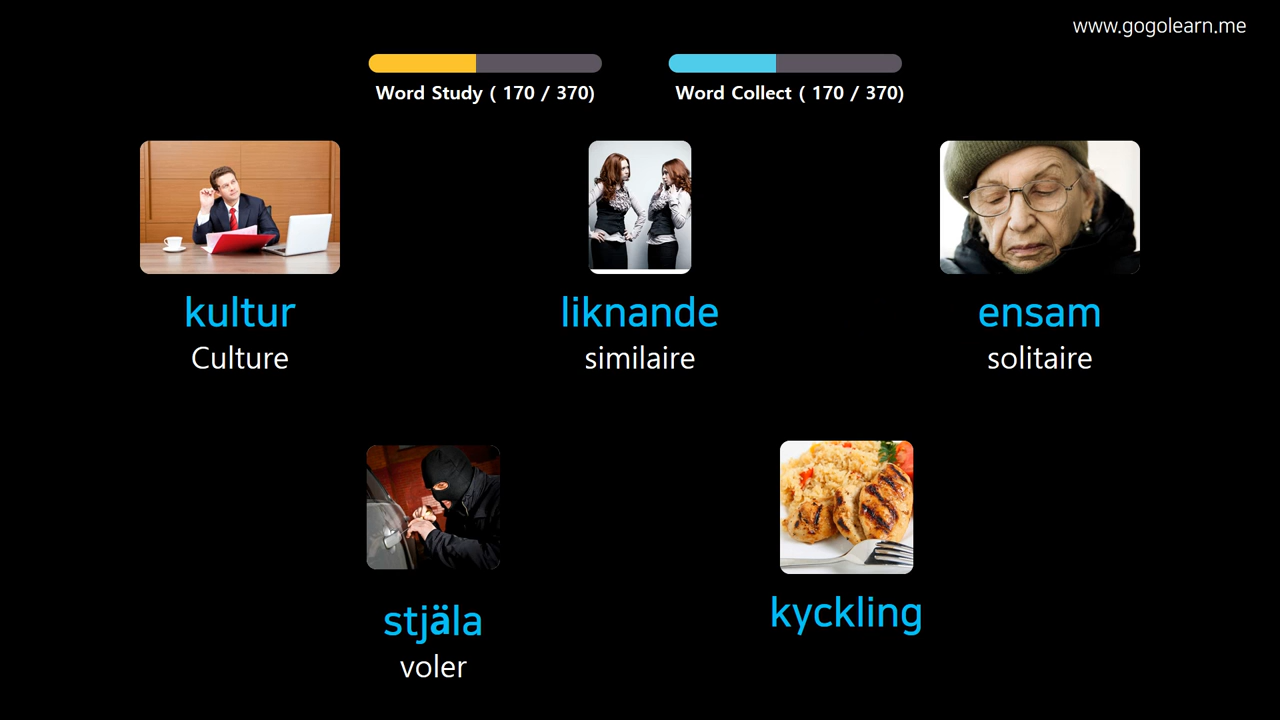 www.gogolearn.me
Word Study ( 170 / 370)
Word Collect ( 170 / 370)
kultur
Culture
liknande
similaire
ensam
solitaire
stjäla
voler
kyckling